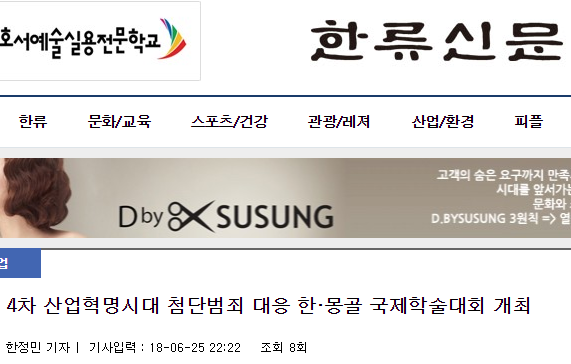 호서예술실용전문학교
한류신문
한류 문화/교육 스포츠/건강 관광/레져 산업/환경 피플
고객의 숨은 요구까지 만족
시대를 앞서가는
문화와
D by SUSUNG
D.BYSUSUNG 3원칙 => 열
업
4차 산업혁명시대 첨단범죄 대응 한·몽골 국제학술대회 개최
한정민 기자ㅣ 기사입력 : 18-06-25 22:22 조회 8회